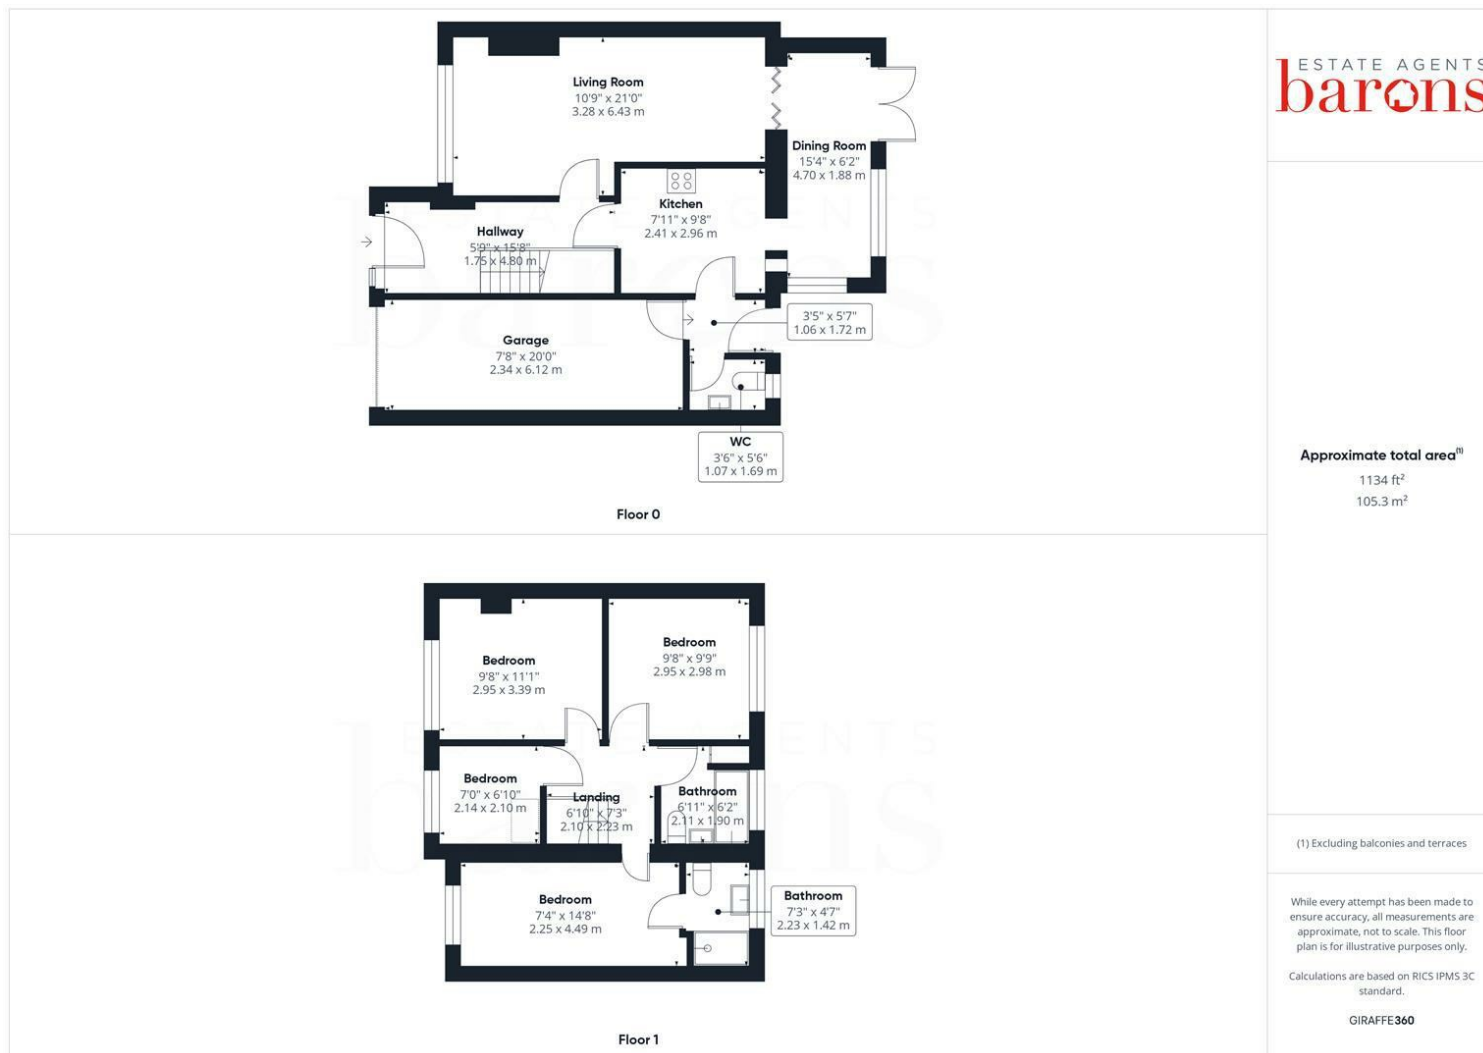 Living Room
10'9" x 21'0"
3.28 x 6.43 m
Dining Room
15'4" x 6'2"
4.70 x 1.88 m
Kitchen
7'11" x 9'8"
2.41 x 2.96 m
Hallway
5'9" x 15'8"
1.75 x 4.80 m
3'5" x 5'7"
1.06 x 1.72 m
Garage
7'8" x 20'0"
2.34 x 6.12 m
WC
3'6" x 5'6"
1.07 x 1.69 m
Floor 0
ESTATE AGENTS
barons
Bedroom
9'8" x 11'1"
2.95 x 3.39 m
Bedroom
9'8" x 9'9"
2.95 x 2.98 m
Bedroom
7'0" x 6'10"
2.14 x 2.10 m
Landing
6'10" x 7'3"
2.10 x 2.23 m
Bathroom
6'11" x 6'2"
2.11 x 1.90 m
Bedroom
7'4" x 14'8"
2.25 x 4.49 m
Bathroom
7'3" x 4'7"
2.23 x 1.42 m
Floor 1
ESTATE AGENTS
barons
ESTATE AGENTS
barons
Approximate total area(1)
1134 ft²
105.3 m²
(1) Excluding balconies and terraces
While every attempt has been made to
ensure accuracy, all measurements are
approximate, not to scale. This floor
plan is for illustrative purposes only.
Calculations are based on RICS IPMS 3C
standard.
GIRAFFE360